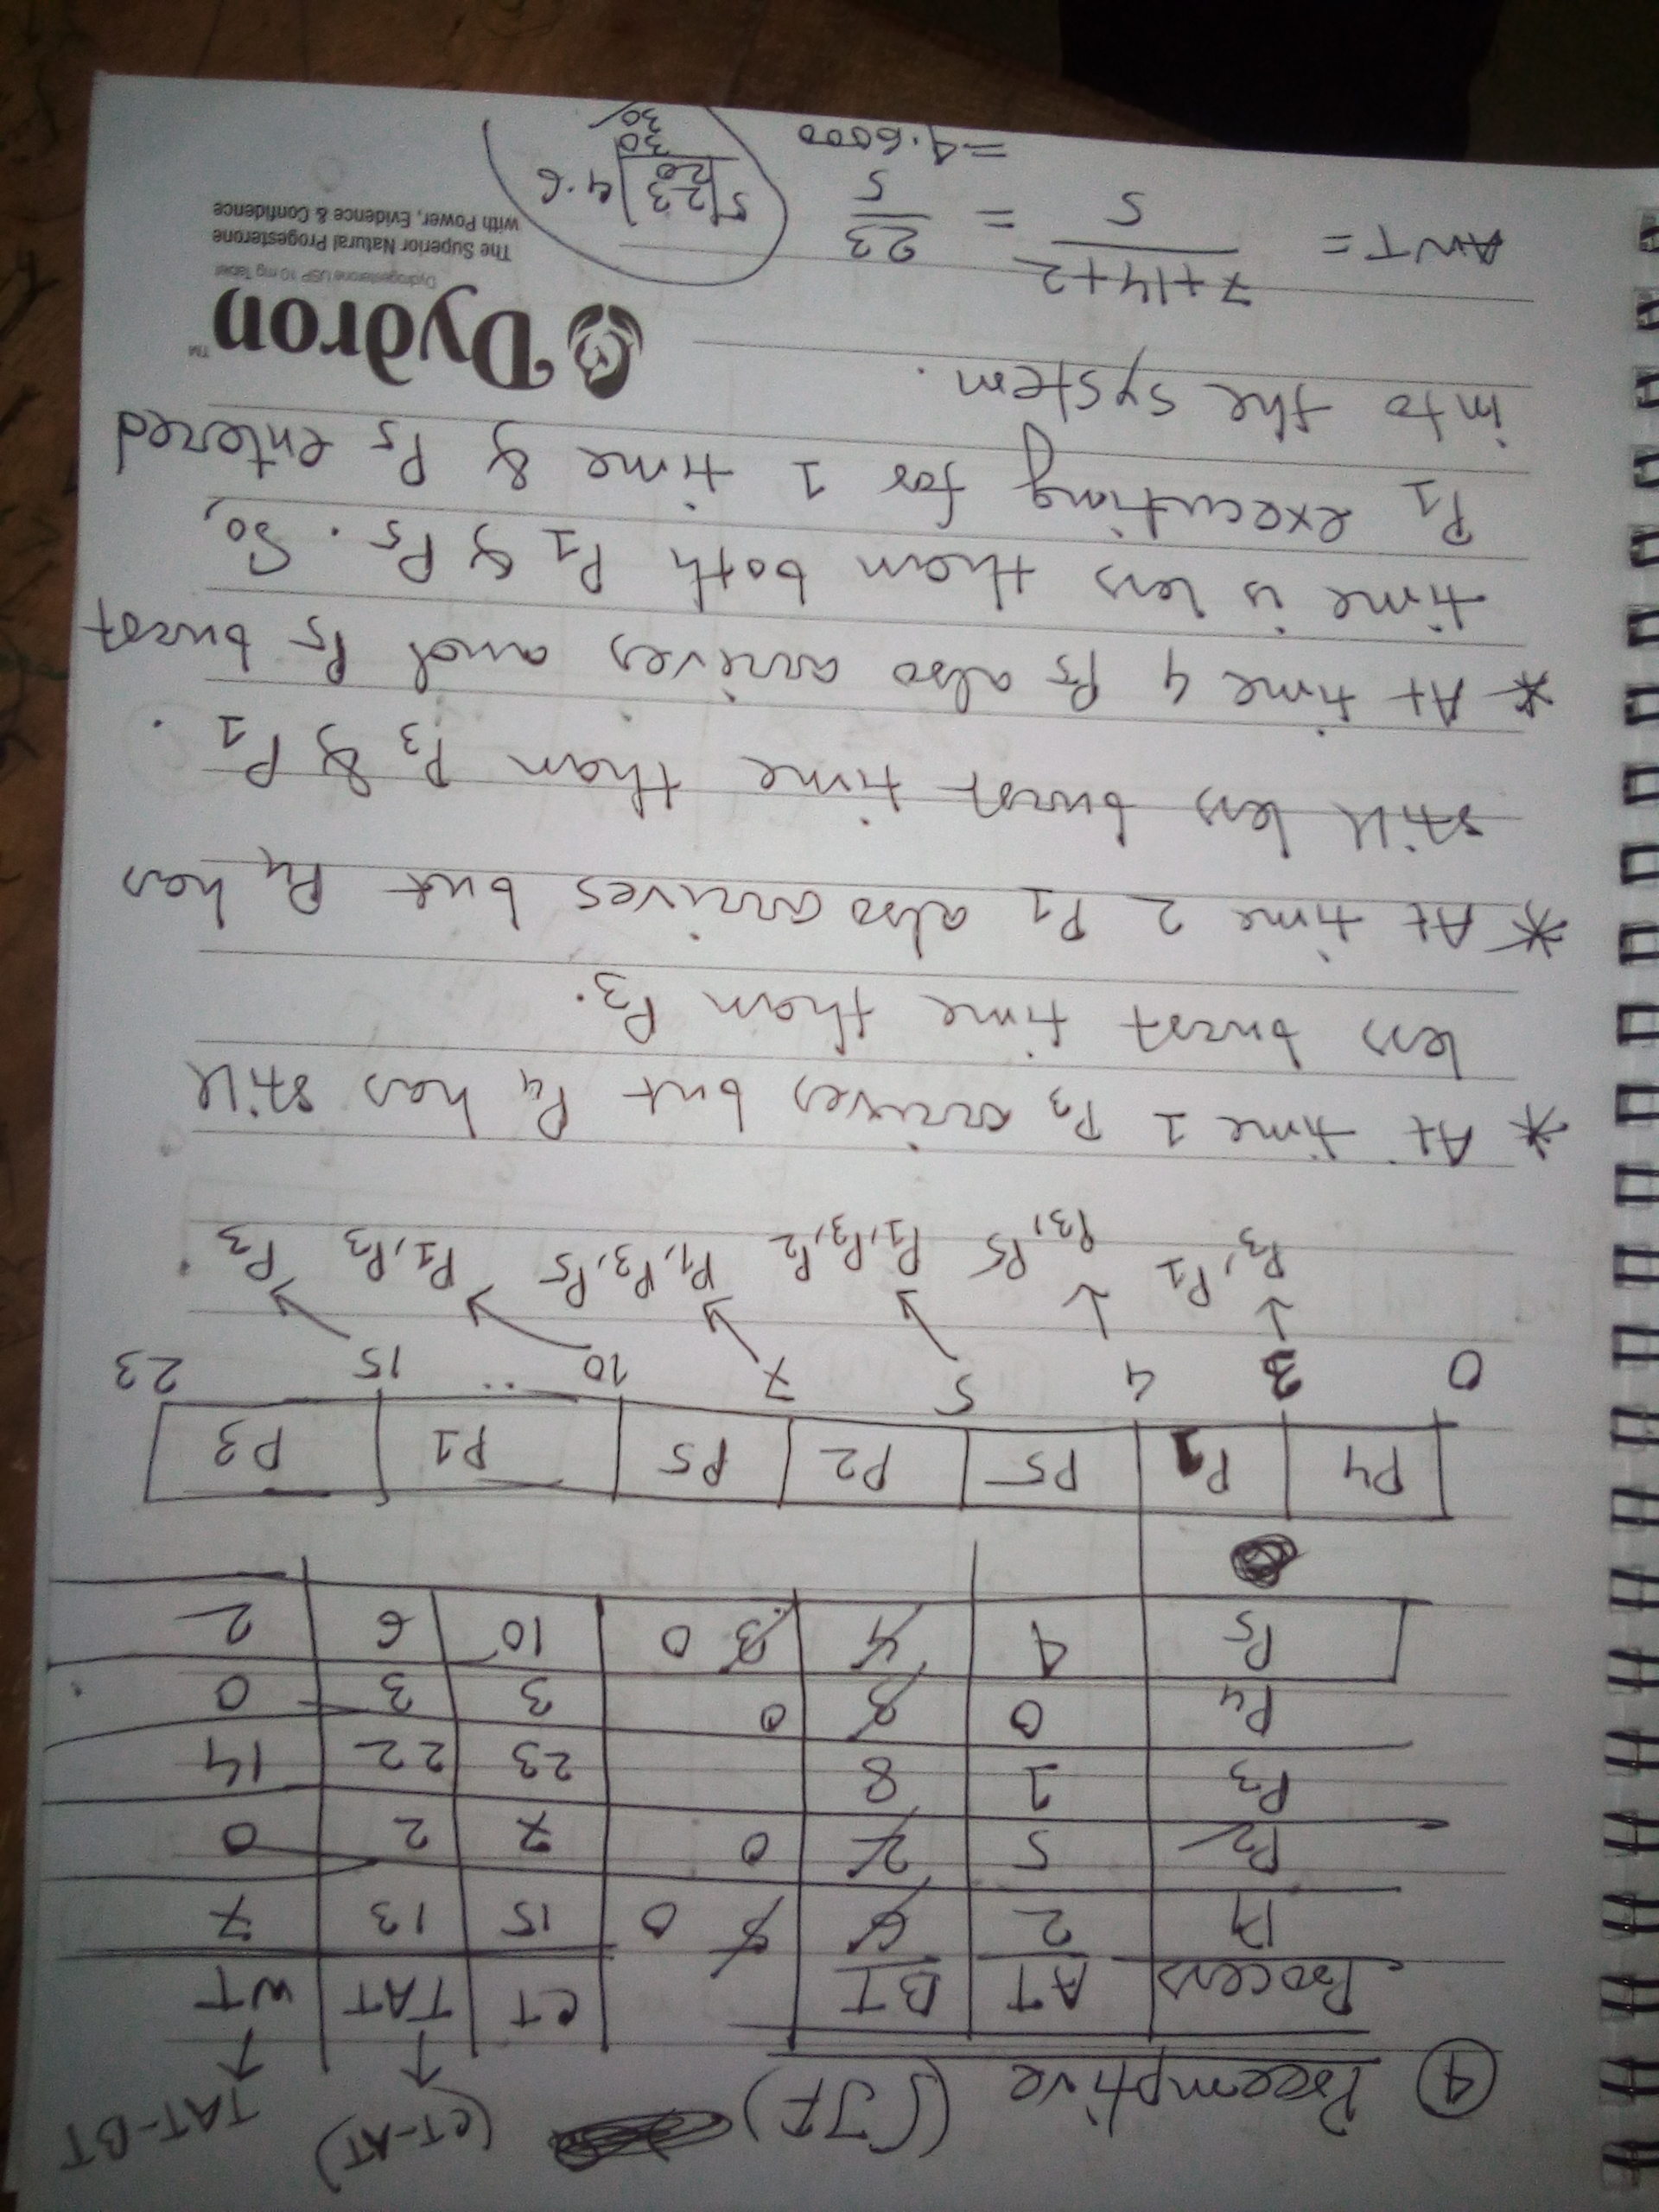 ④ Preemptive (SJF) (CT-AT) TAT-BT
Process AT BT CT TAT WT
P1 2 6 5 0 15 13 7
P2 5 2 0 7 2 0
P3 1 8 23 22 14
P4 0 3 0 3 3 0
P5 4 4 3 0 10 6 2
P4 P1 P5 P2 P5 P1 P3
0 3 4 5 7 10 15 23
P3, P1 P3, P5 P1, P3, P2 P1, P3, P5 P1, P3 P3
* At time 1 P3 arrives but P4 has still
less burst time than P3.
* At time 2 P1 also arrives but P4 has
still less burst time than P3 & P1.
* At time 4 P5 also arrives and P5 burst
time is less than both P1 & P5. So,
P1 executing for 1 time & P5 entered
into the system.
Dydron™
Dydrogesterone USP 10 mg Tablet
The Superior Natural Progesterone
with Power, Evidence & Confidence
AWT = 7+14+2 / 5 = 23 / 5
= 4.6000
5 23 4.6
20
30
30